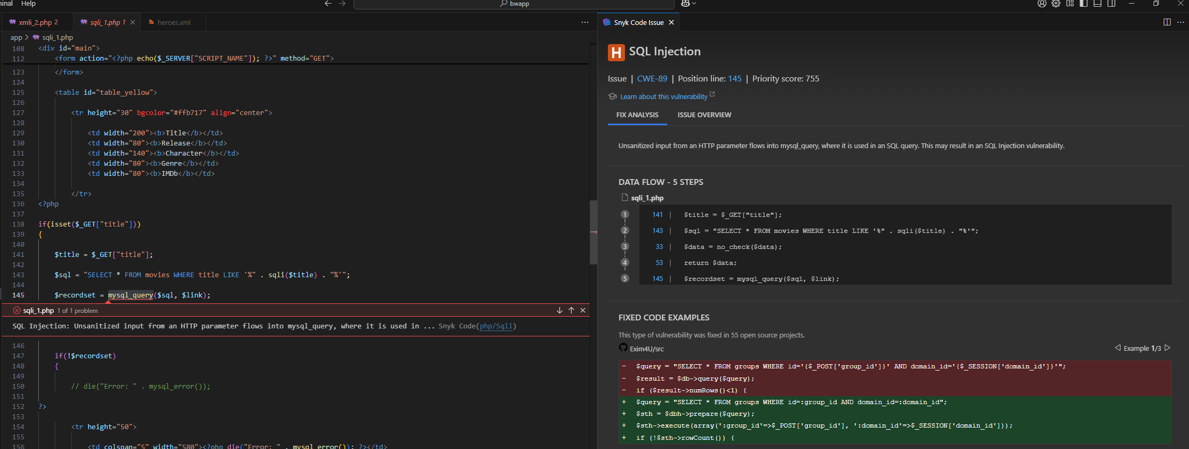 minal Help
bwapp
xmli_2.php 2
sqli_1.php 1
heroes.xml
app > sqli_1.php
108 <div id="main">
112 <form action="<?php echo($_SERVER["SCRIPT_NAME"]); ?>" method="GET">
123 </form>
124
125 <table id="table_yellow">
126
127 <tr height="30" bgcolor="#ffb717" align="center">
128
129 <td width="200"><b>Title</b></td>
130 <td width="80"><b>Release</b></td>
131 <td width="140"><b>Character</b></td>
132 <td width="80"><b>Genre</b></td>
133 <td width="80"><b>IMDb</b></td>
134
135 </tr>
136 <?php
137
138 if(isset($_GET["title"]))
139 {
140
141 $title = $_GET["title"];
142
143 $sql = "SELECT * FROM movies WHERE title LIKE '%" . sqli($title) . "%'";
144
145 $recordset = mysql_query($sql, $link);
sqli_1.php 1 of 1 problem
SQL Injection: Unsanitized input from an HTTP parameter flows into mysql_query, where it is used in ... Snyk Code(php/Sqli)
146
147 if(!$recordset)
148 {
149
150 // die("Error: " . mysql_error());
151
152 ?>
153
154 <tr height="50">
155
156 <td colspan="5" width="580"><?php die("Error: " . mysql_error()); ?></td>
Snyk Code Issue
H SQL Injection
Issue | CWE-89 | Position line: 145 | Priority score: 755
Learn about this vulnerability
FIX ANALYSIS ISSUE OVERVIEW
Unsanitized input from an HTTP parameter flows into mysql_query, where it is used in an SQL query. This may result in an SQL Injection vulnerability.
DATA FLOW - 5 STEPS
sqli_1.php
1 141 | $title = $_GET["title"];
2 143 | $sql = "SELECT * FROM movies WHERE title LIKE '%" . sqli($title) . "%'";
3 33 | $data = no_check($data);
4 53 | return $data;
5 145 | $recordset = mysql_query($sql, $link);
FIXED CODE EXAMPLES
This type of vulnerability was fixed in 55 open source projects.
Exim4U/src
Example 1/3
- $query = "SELECT * FROM groups WHERE id='{$_POST['group_id']}' AND domain_id='{$_SESSION['domain_id']}'";
- $result = $db->query($query);
- if ($result->numRows()<1) {
+ $query = "SELECT * FROM groups WHERE id=:group_id AND domain_id=:domain_id";
+ $sth = $dbh->prepare($query);
+ $sth->execute(array(':group_id'=>$_POST['group_id'], ':domain_id'=>$_SESSION['domain_id']));
+ if (!$sth->rowCount()) {